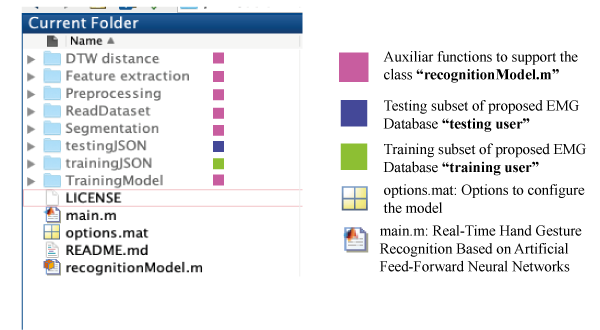 Current Folder
Name
DTW distance
Feature extraction
Preprocessing
ReadDataset
Segmentation
testingJSON
trainingJSON
TrainingModel
LICENSE
main.m
options.mat
README.md
recognitionModel.m
Auxiliar functions to support the
class “recognitionModel.m”
Testing subset of proposed EMG
Database “testing user”
Training subset of proposed EMG
Database “training user”
options.mat: Options to configure
the model
main.m: Real-Time Hand Gesture
Recognition Based on Artificial
Feed-Forward Neural Networks